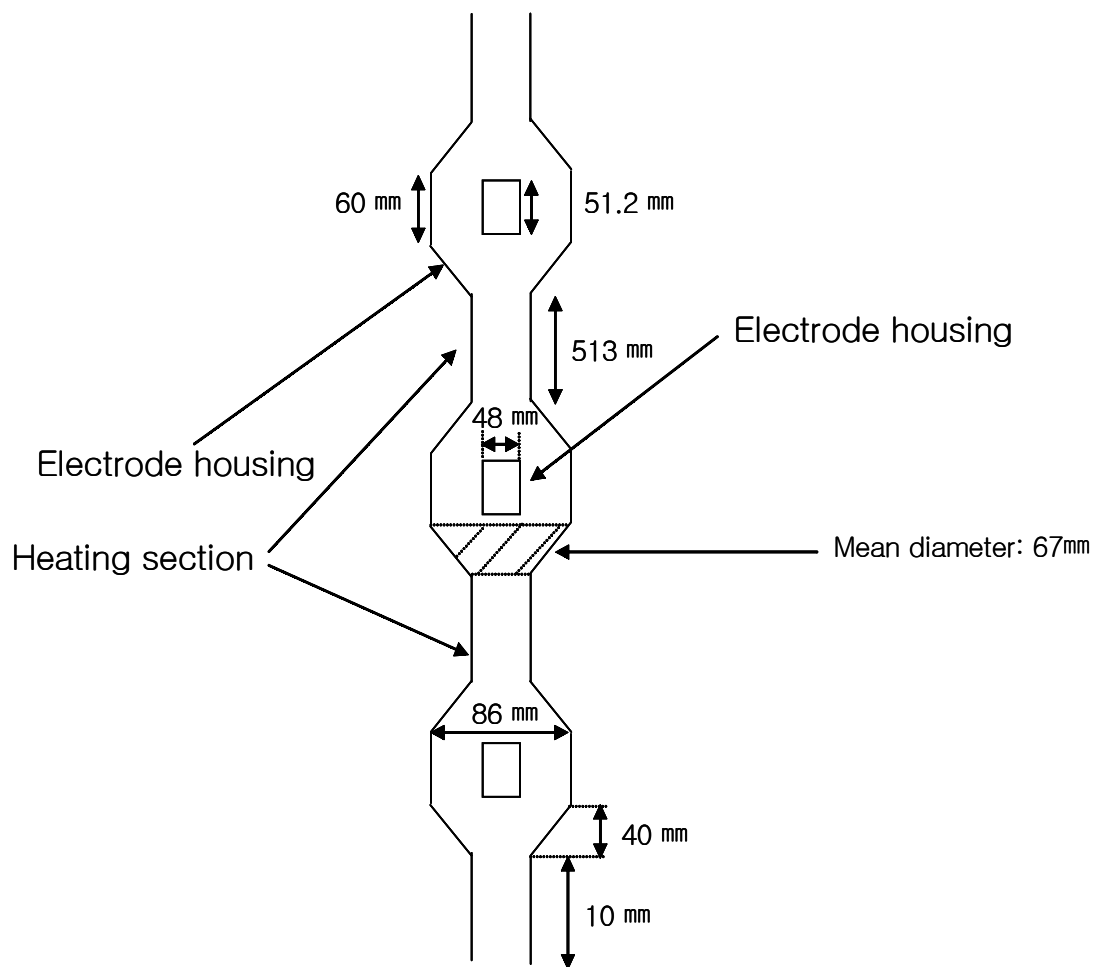 60 mm
51.2 mm
Electrode housing
513 mm
48 mm
Electrode housing
Heating section
Mean diameter: 67mm
86 mm
40 mm
10 mm